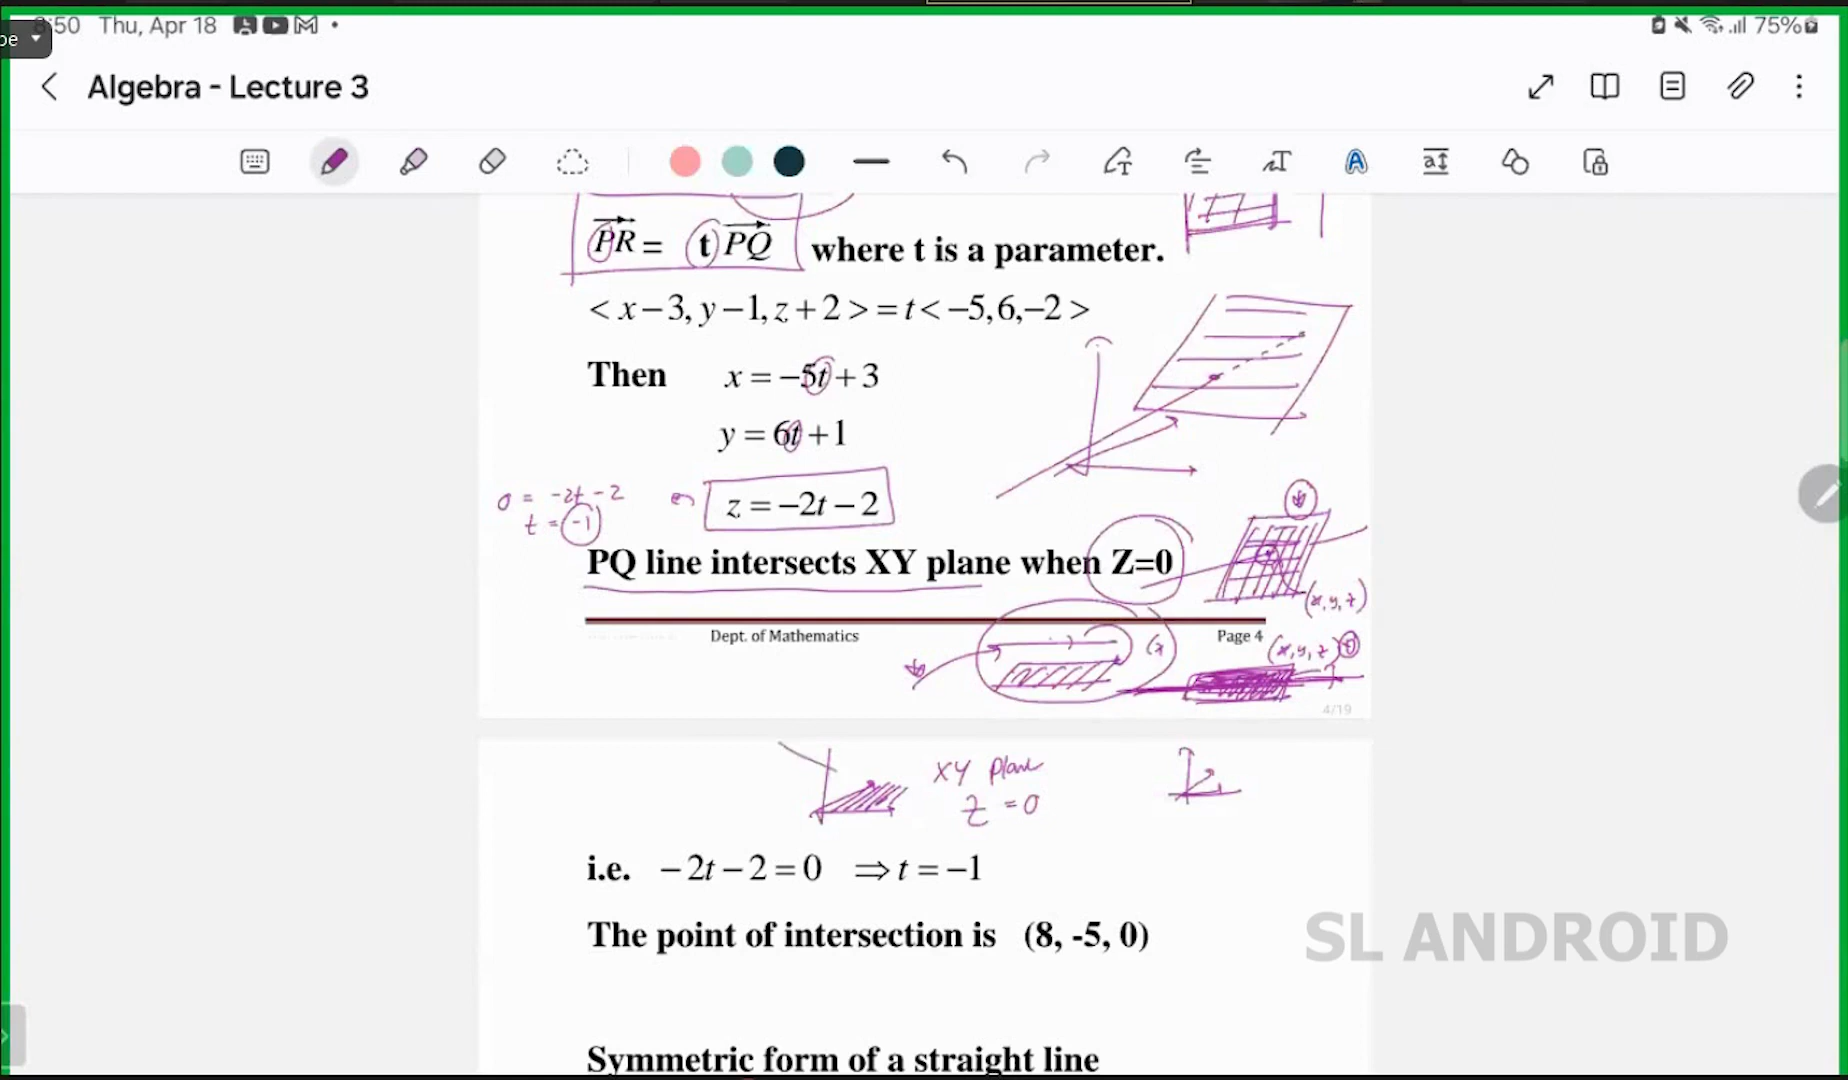 8:50 Thu, Apr 18
75%
Algebra - Lecture 3
PR = t PQ where t is a parameter.
< x − 3, y − 1, z + 2 > = t < −5, 6, −2 >
Then x = −5t + 3
y = 6t + 1
0 = -2t - 2
t = -1
z = −2t − 2
PQ line intersects XY plane when Z=0
(x, y, z)
Dept. of Mathematics
Page 4
(x, y, z)
4/19
XY plane
Z = 0
i.e. − 2t − 2 = 0 ⇒ t = −1
The point of intersection is (8, -5, 0)
SL ANDROID
Symmetric form of a straight line